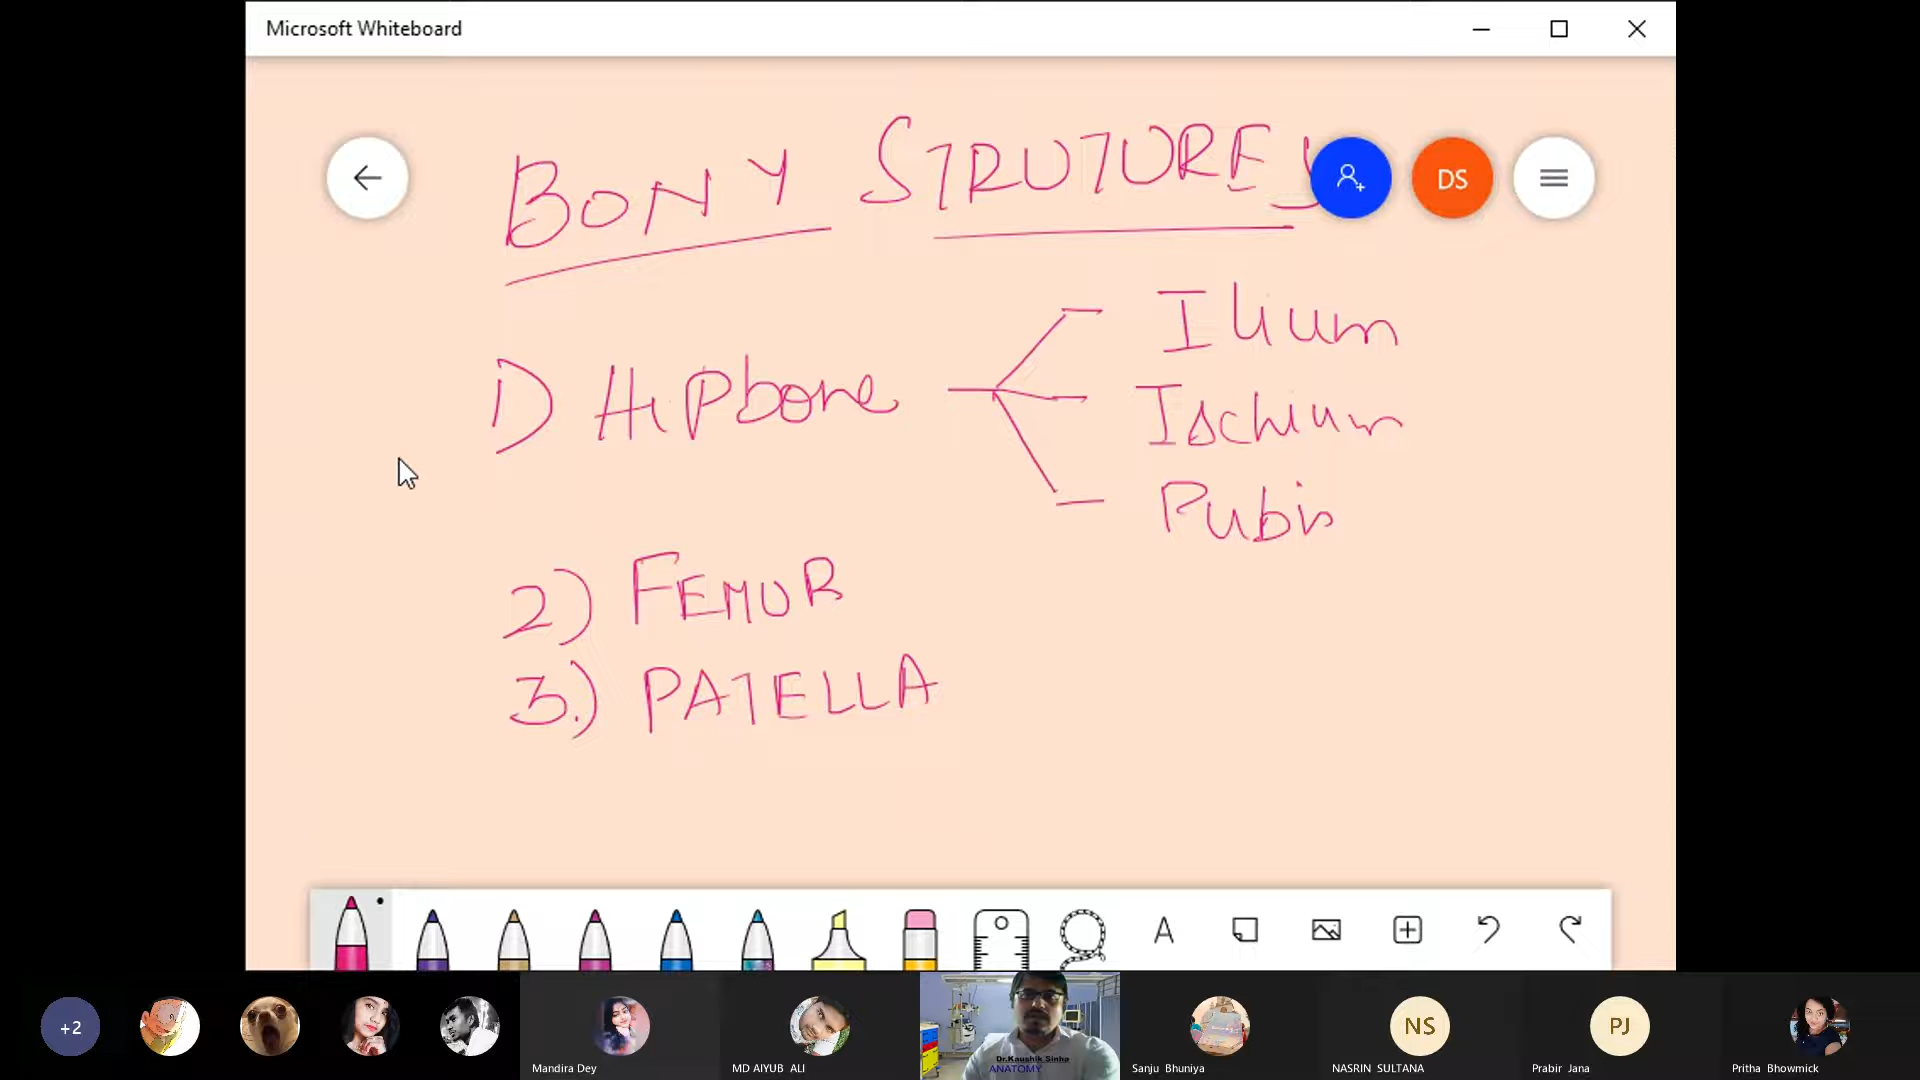 Microsoft Whiteboard
BONY STRUTURES
DS
1) Hipbone
Ilium
Ischium
Pubis
2) FEMUR
3.) PATELLA
A
+2
Mandira Dey
MD AIYUB ALI
Dr.Kaushik Sinha
ANATOMY
Sanju Bhuniya
NS
NASRIN SULTANA
PJ
Prabir Jana
Pritha Bhowmick